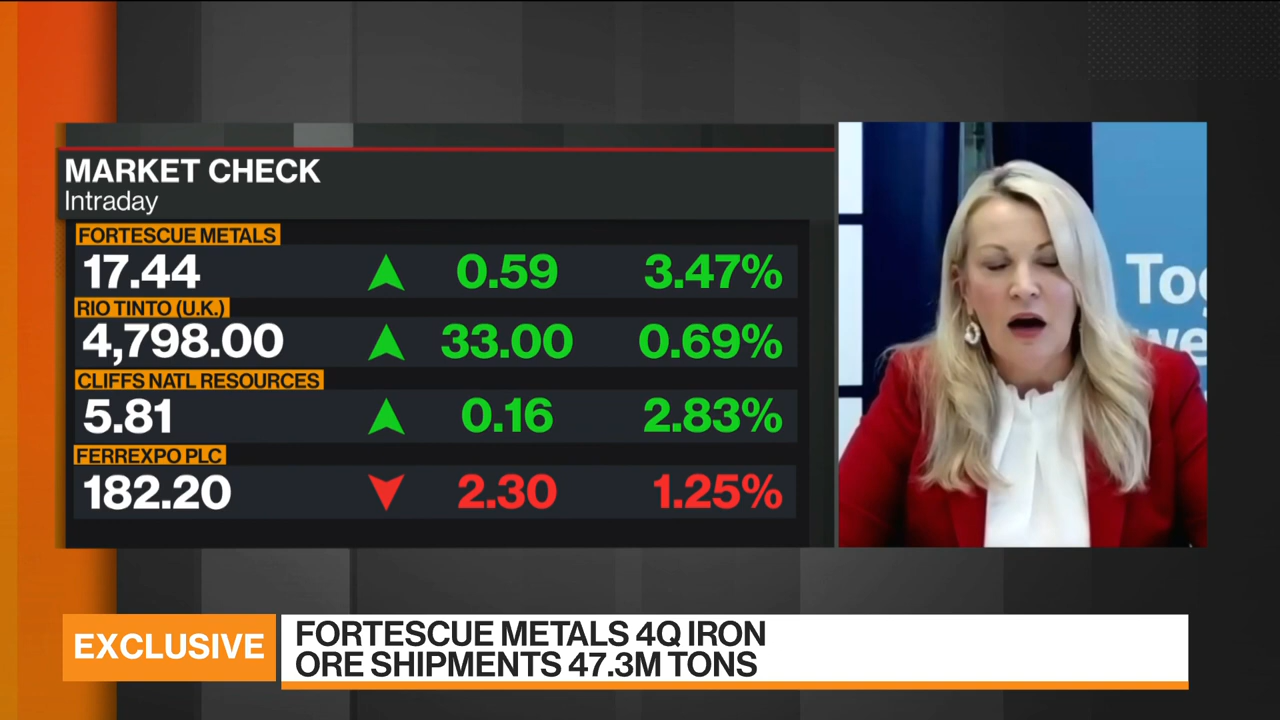 MARKET CHECK
Intraday
FORTESCUE METALS
17.44 0.59 3.47%
RIO TINTO (U.K.)
4,798.00 33.00 0.69%
CLIFFS NATL RESOURCES
5.81 0.16 2.83%
FERREXPO PLC
182.20 2.30 1.25%
EXCLUSIVE
FORTESCUE METALS 4Q IRON
ORE SHIPMENTS 47.3M TONS